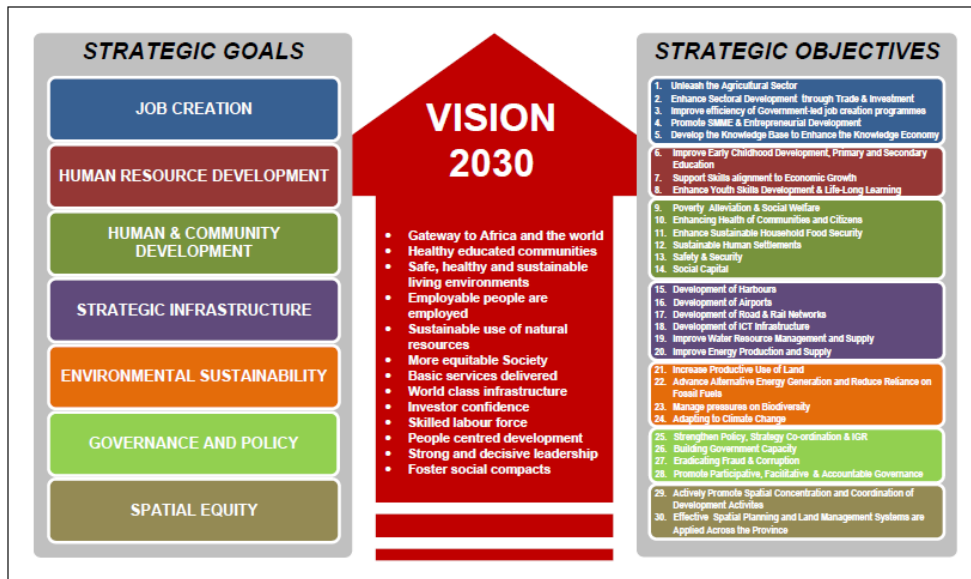 STRATEGIC GOALS
JOB CREATION
HUMAN RESOURCE DEVELOPMENT
HUMAN & COMMUNITY
DEVELOPMENT
STRATEGIC INFRASTRUCTURE
ENVIRONMENTAL SUSTAINABILITY
GOVERNANCE AND POLICY
SPATIAL EQUITY
VISION
2030
• Gateway to Africa and the world
• Healthy educated communities
• Safe, healthy and sustainable
living environments
• Employable people are
employed
• Sustainable use of natural
resources
• More equitable Society
• Basic services delivered
• World class infrastructure
• Investor confidence
• Skilled labour force
• People centred development
• Strong and decisive leadership
• Foster social compacts
STRATEGIC OBJECTIVES
1. Unleash the Agricultural Sector
2. Enhance Sectoral Development through Trade & Investment
3. Improve efficiency of Government-led job creation programmes
4. Promote SMME & Entrepreneurial Development
5. Develop the Knowledge Base to Enhance the Knowledge Economy
6. Improve Early Childhood Development, Primary and Secondary
Education
7. Support Skills alignment to Economic Growth
8. Enhance Youth Skills Development & Life-Long Learning
9. Poverty Alleviation & Social Welfare
10. Enhancing Health of Communities and Citizens
11. Enhance Sustainable Household Food Security
12. Sustainable Human Settlements
13. Safety & Security
14. Social Capital
15. Development of Harbours
16. Development of Airports
17. Development of Road & Rail Networks
18. Development of ICT Infrastructure
19. Improve Water Resource Management and Supply
20. Improve Energy Production and Supply
21. Increase Productive Use of Land
22. Advance Alternative Energy Generation and Reduce Reliance on
Fossil Fuels
23. Manage pressures on Biodiversity
24. Adapting to Climate Change
25. Strengthen Policy, Strategy Co-ordination & IGR
26. Building Government Capacity
27. Eradicating Fraud & Corruption
28. Promote Participative, Facilitative & Accountable Governance
29. Actively Promote Spatial Concentration and Coordination of
Development Activites
30. Effective Spatial Planning and Land Management Systems are
Applied Across the Province